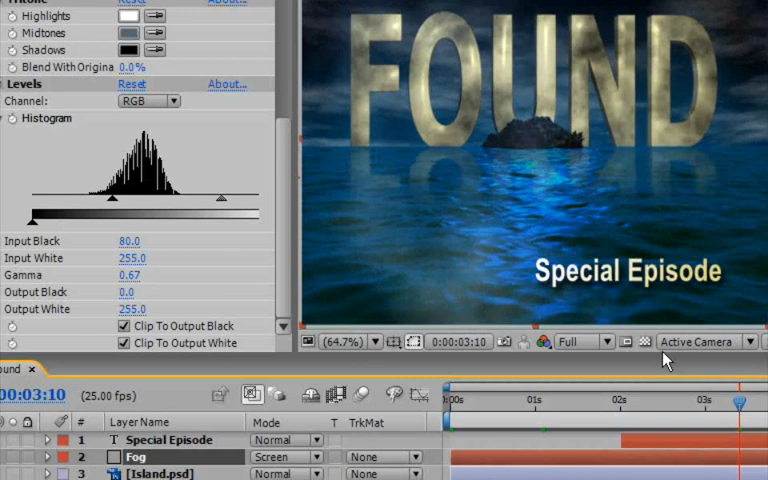 Tritone
Reset
About...
Highlights
Midtones
Shadows
Blend With Origina 0.0%
Levels
Reset
About...
Channel:
RGB
Histogram
Input Black
80.0
Input White
255.0
Gamma
0.67
Output Black
0.0
Output White
255.0
Clip To Output Black
Clip To Output White
FOUND
Special Episode
(64.7%)
0:00:03:10
Full
Active Camera
ound ×
00:03:10
(25.00 fps)
:00s
01s
02s
03s
#
Layer Name
Mode
T TrkMat
1 T Special Episode
Normal
2 Fog
Screen
None
3 [Island.psd]
Normal
None